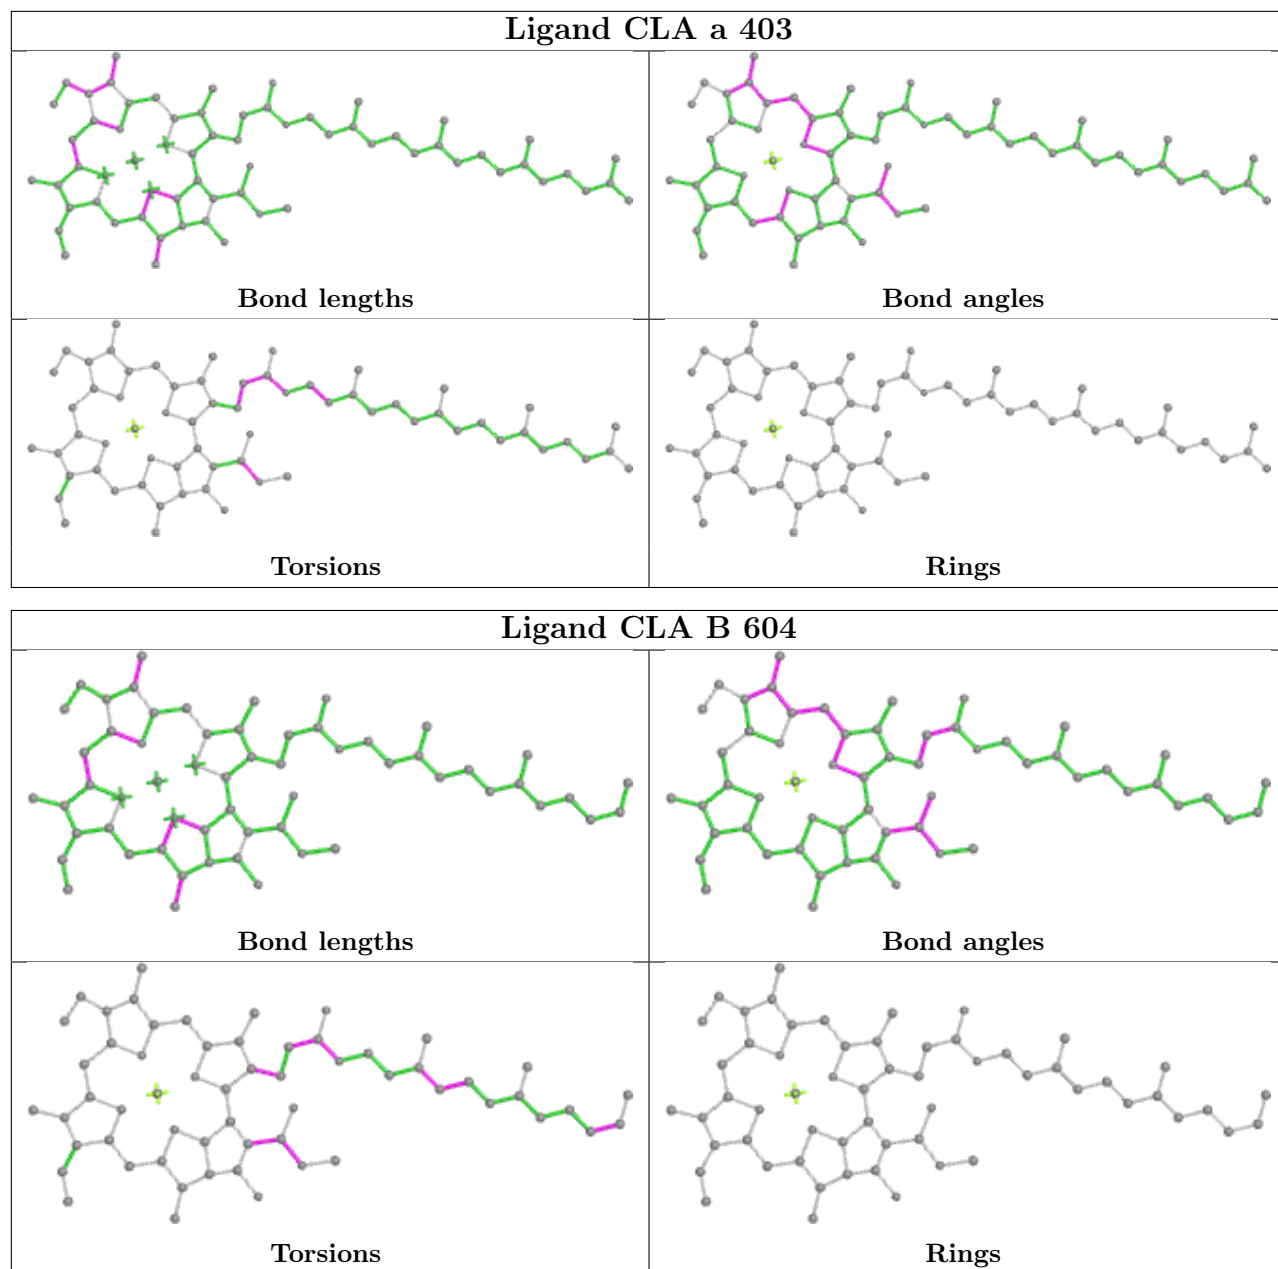 Ligand CLA a 403
Bond lengths
Bond angles
Torsions
Rings
Ligand CLA B 604
Bond lengths
Bond angles
Torsions
Rings